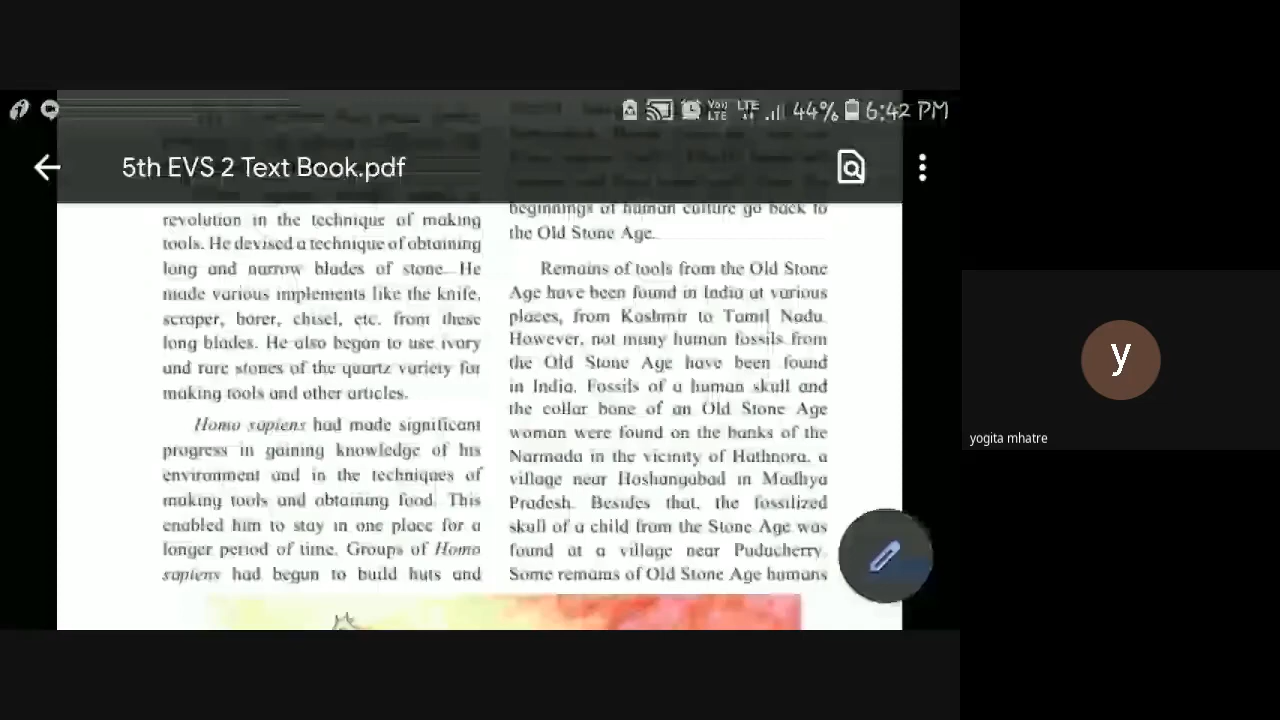 VoLTE LTE 44% 6:42 PM
5th EVS 2 Text Book.pdf
revolution in the technique of making
tools. He devised a technique of obtaining
long and narrow blades of stone. He
made various implements like the knife,
scraper, borer, chisel, etc. from these
long blades. He also began to use ivory
and rare stones of the quartz variety for
making tools and other articles.
Homo sapiens had made significant
progress in gaining knowledge of his
environment and in the techniques of
making tools and obtaining food. This
enabled him to stay in one place for a
longer period of time. Groups of Homo
sapiens had begun to build huts and
beginnings of human culture go back to
the Old Stone Age.
Remains of tools from the Old Stone
Age have been found in India at various
places, from Kashmir to Tamil Nadu.
However, not many human fossils from
the Old Stone Age have been found
in India. Fossils of a human skull and
the collar bone of an Old Stone Age
woman were found on the banks of the
Narmada in the vicinity of Hathnora, a
village near Hoshangabad in Madhya
Pradesh. Besides that, the fossilized
skull of a child from the Stone Age was
found at a village near Puducherry.
Some remains of Old Stone Age humans
y
yogita mhatre